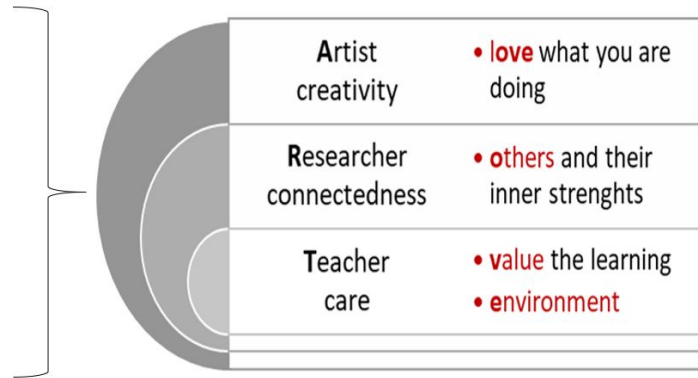 Artist
creativity
• love what you are
doing
Researcher
connectedness
• others and their
inner strenghts
Teacher
care
• value the learning
• environment